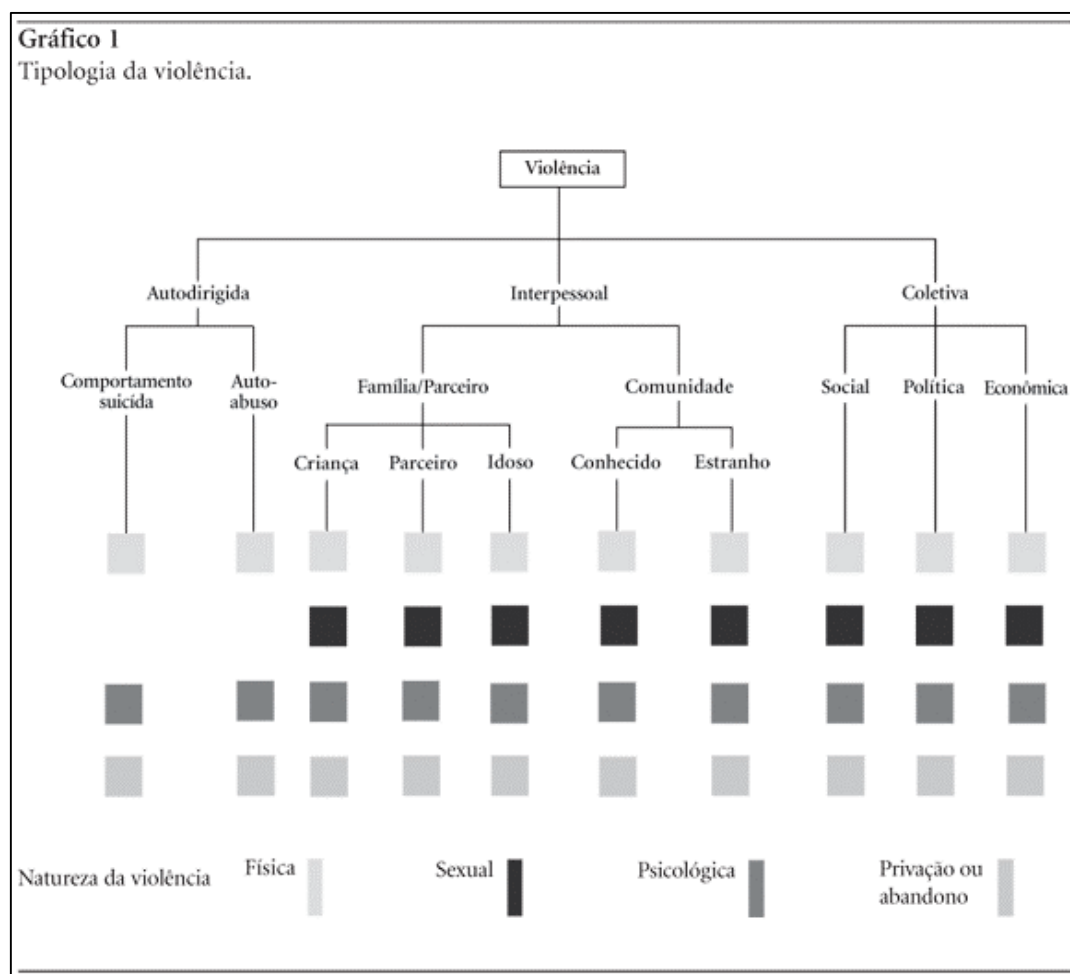 Gráfico 1
Tipologia da violência.
Violência
Autodirigida
Interpessoal
Coletiva
Comportamento
suicída
Auto-
abuso
Família/Parceiro
Comunidade
Social
Política
Econômica
Criança
Parceiro
Idoso
Conhecido
Estranho
Natureza da violência
Física
Sexual
Psicológica
Privação ou
abandono